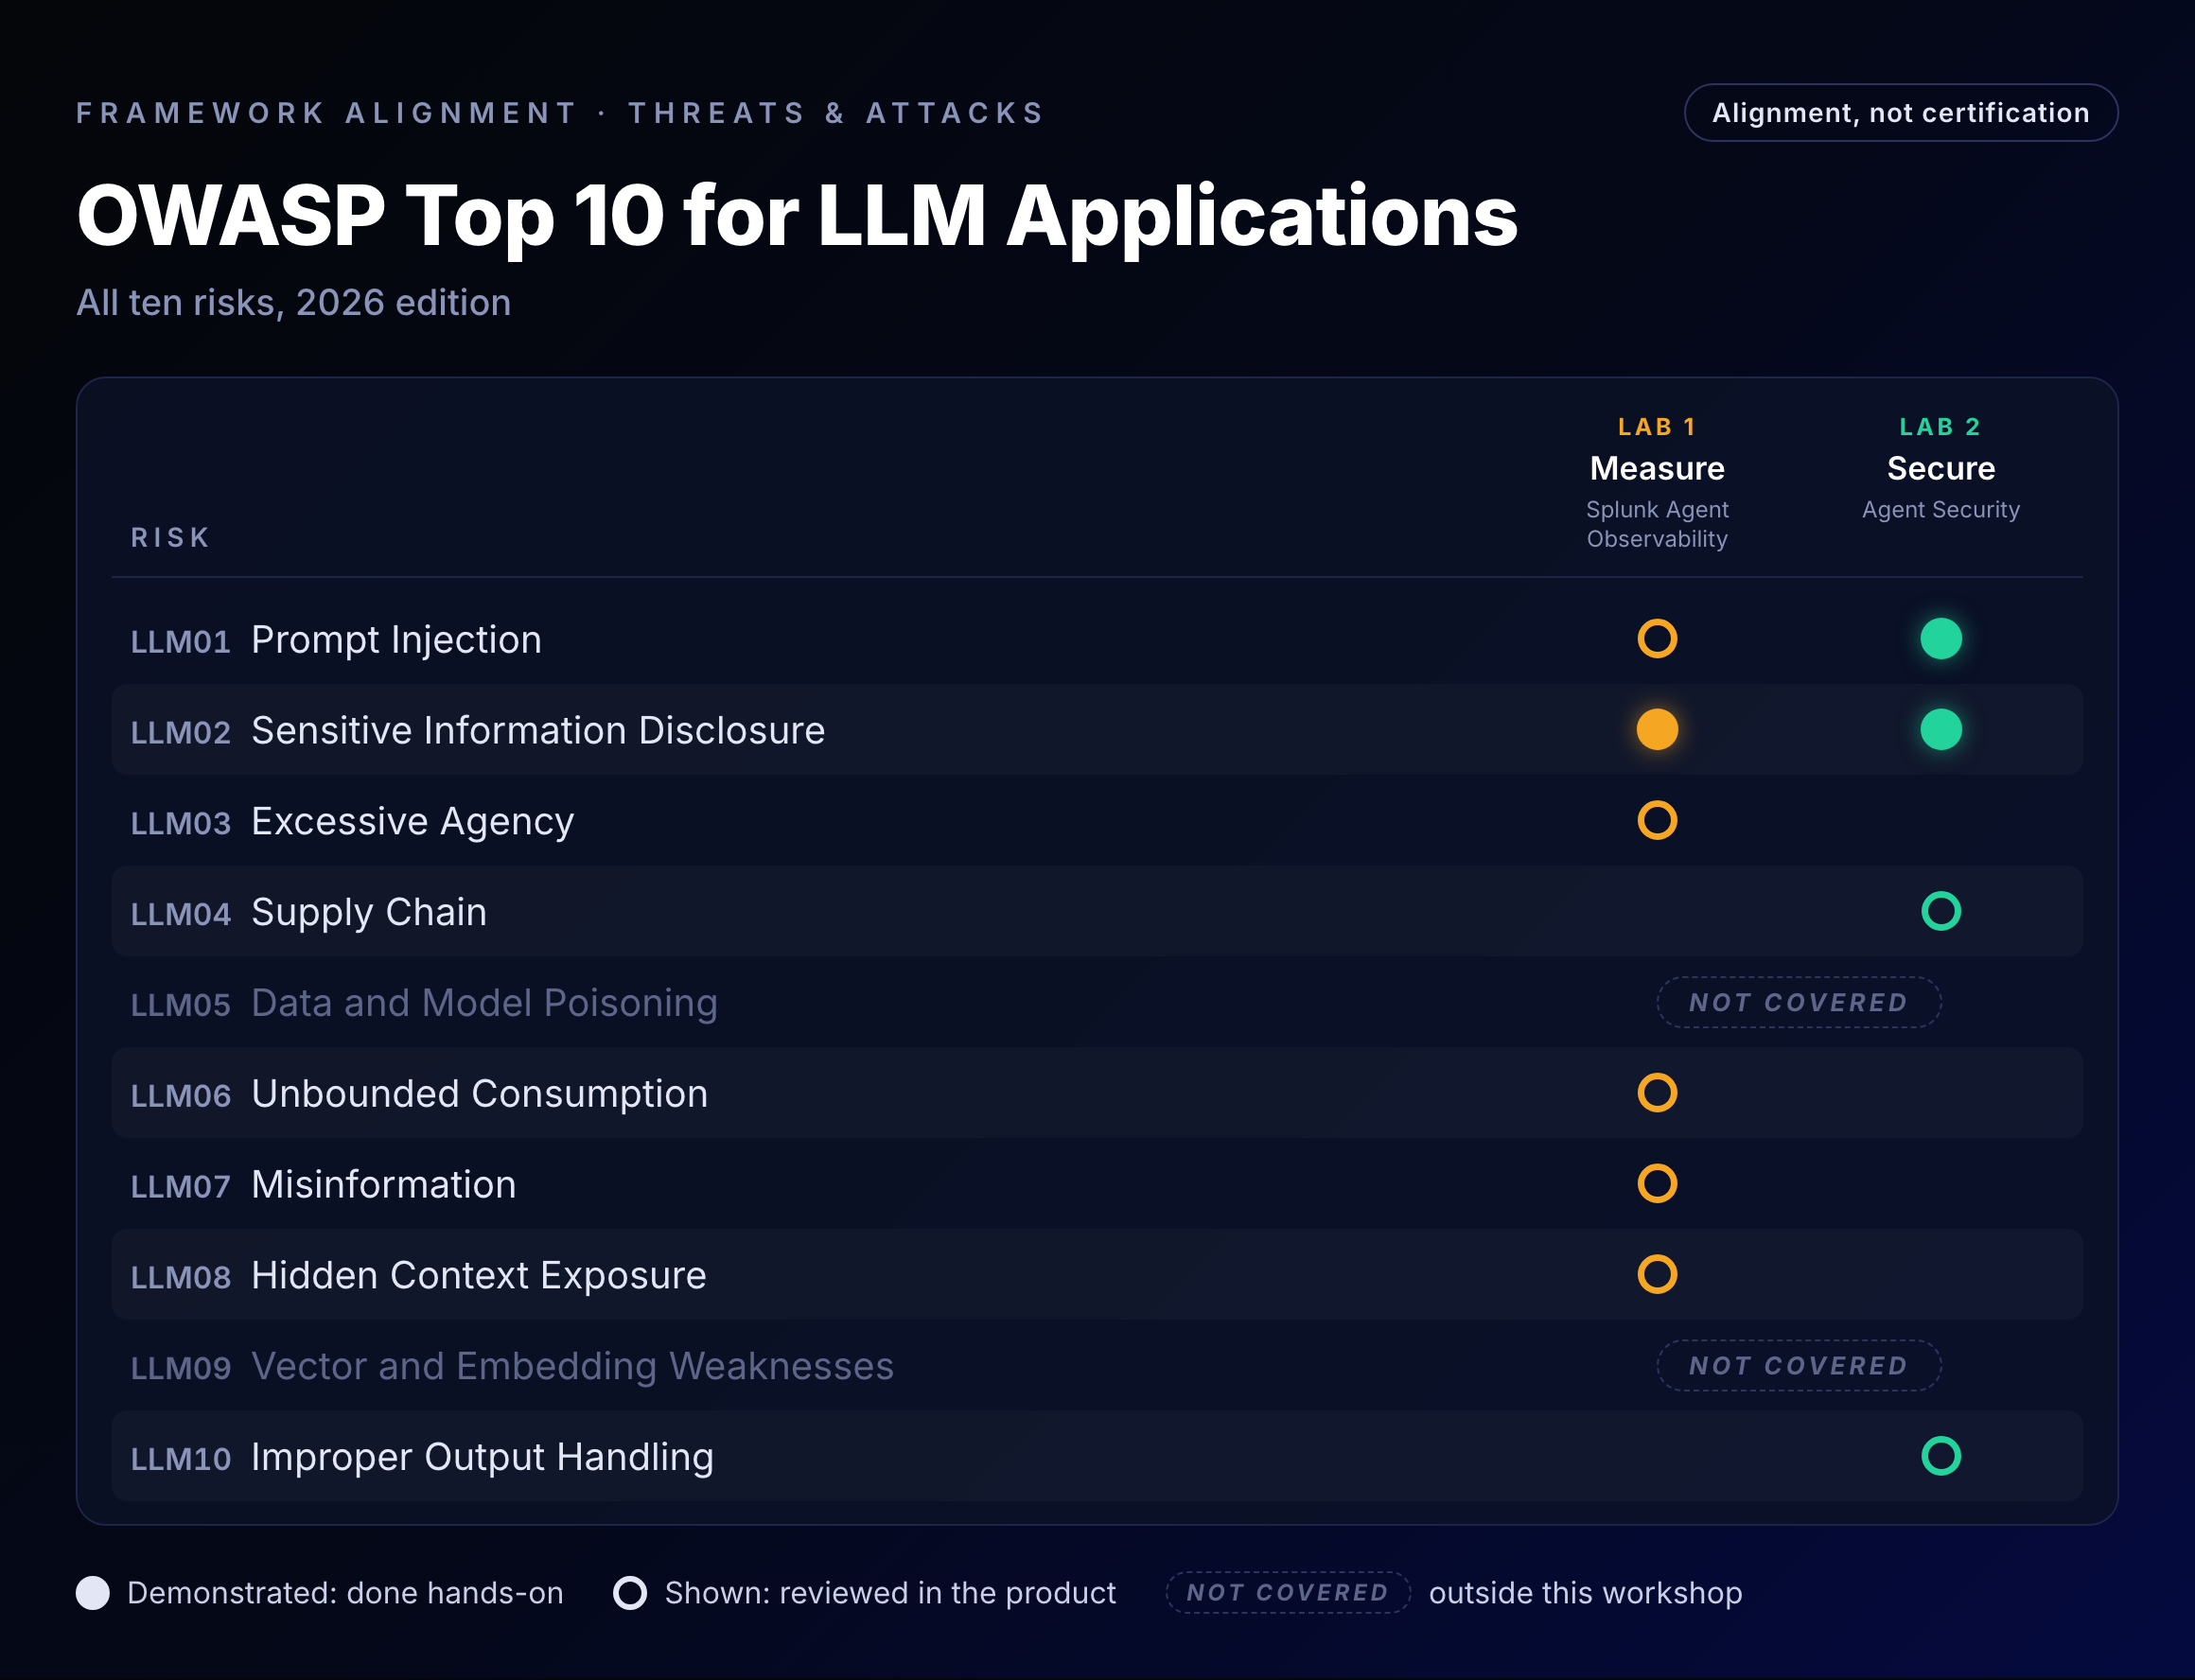 FRAMEWORK ALIGNMENT · THREATS & ATTACKS
Alignment, not certification
OWASP Top 10 for LLM Applications
All ten risks, 2026 edition
RISK
LAB 1
Measure
Splunk Agent
Observability
LAB 2
Secure
Agent Security
LLM01 Prompt Injection
LLM02 Sensitive Information Disclosure
LLM03 Excessive Agency
LLM04 Supply Chain
LLM05 Data and Model Poisoning NOT COVERED
LLM06 Unbounded Consumption
LLM07 Misinformation
LLM08 Hidden Context Exposure
LLM09 Vector and Embedding Weaknesses NOT COVERED
LLM10 Improper Output Handling
Demonstrated: done hands-on Shown: reviewed in the product NOT COVERED outside this workshop